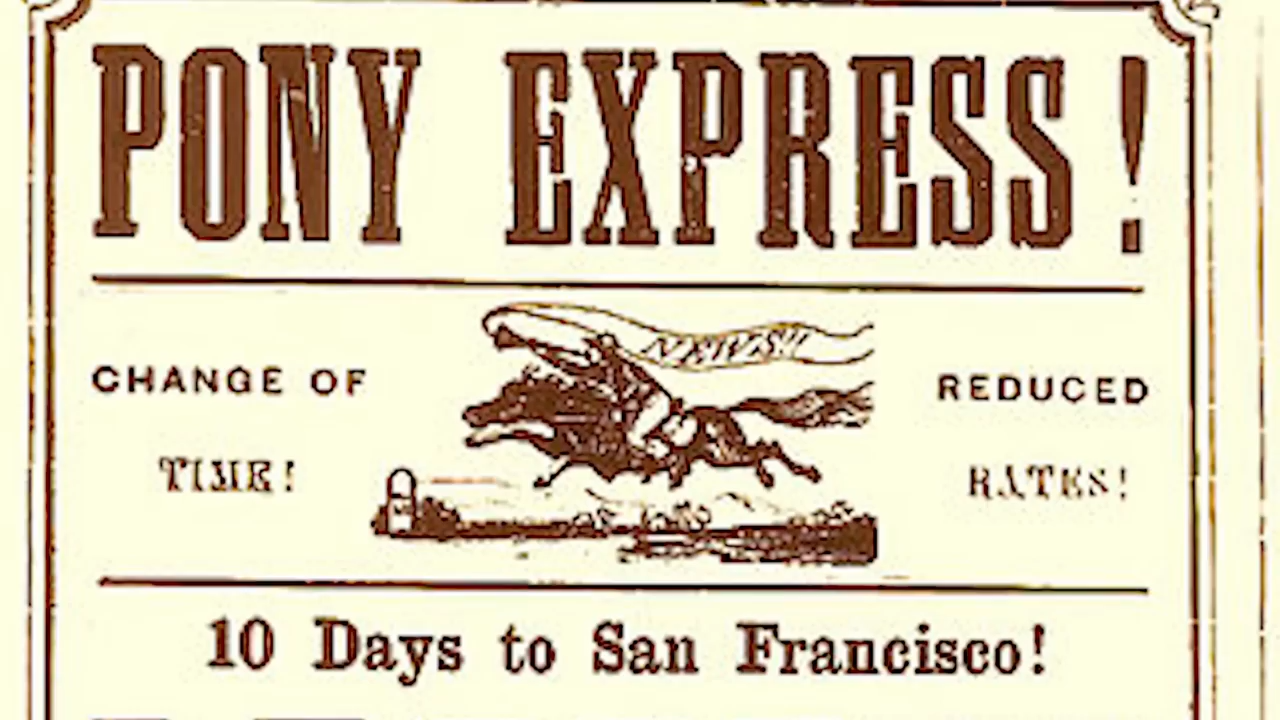 PONY EXPRESS!
NEWS!!
CHANGE OF
TIME!
REDUCED
RATES!
10 Days to San Francisco!